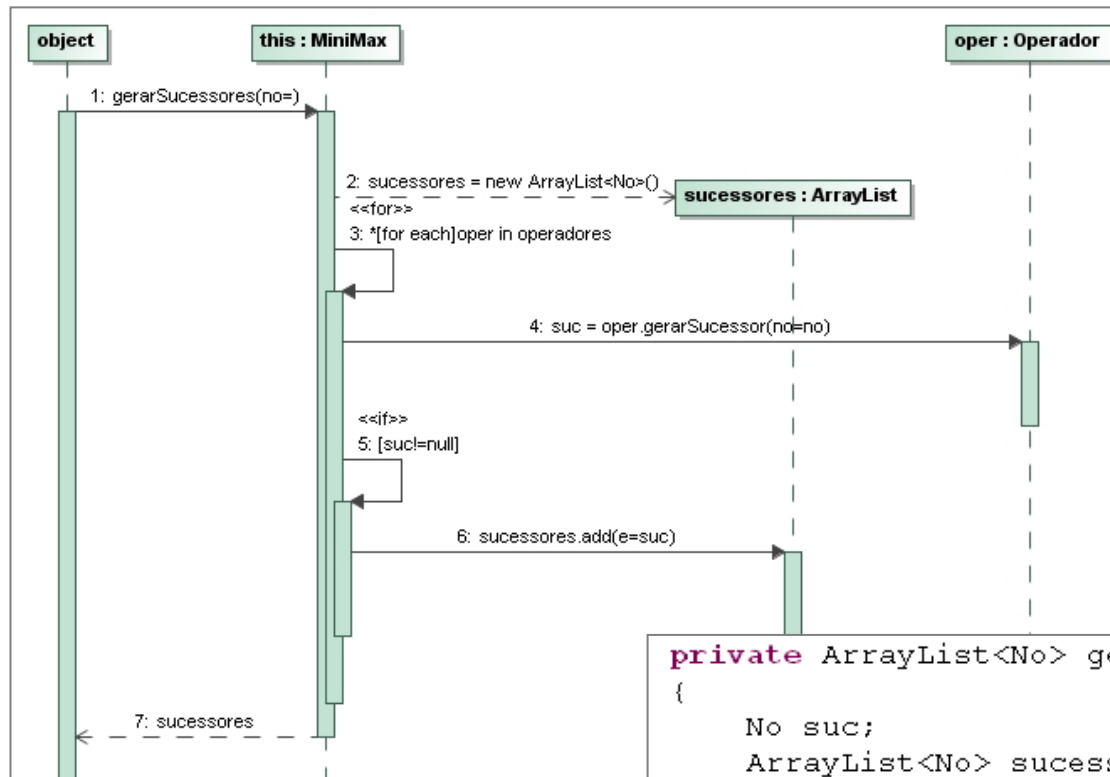 object
this : MiniMax
oper : Operador
1: gerarSucessores(no=)
2: sucessores = new ArrayList<No>()
sucessores : ArrayList
<<for>>
3: *[for each]oper in operadores
4: suc = oper.gerarSucessor(no=no)
<<if>>
5: [suc!=null]
6: sucessores.add(e=suc)
7: sucessores
private ArrayList<No> ge
{
No suc;
ArrayList<No> sucess